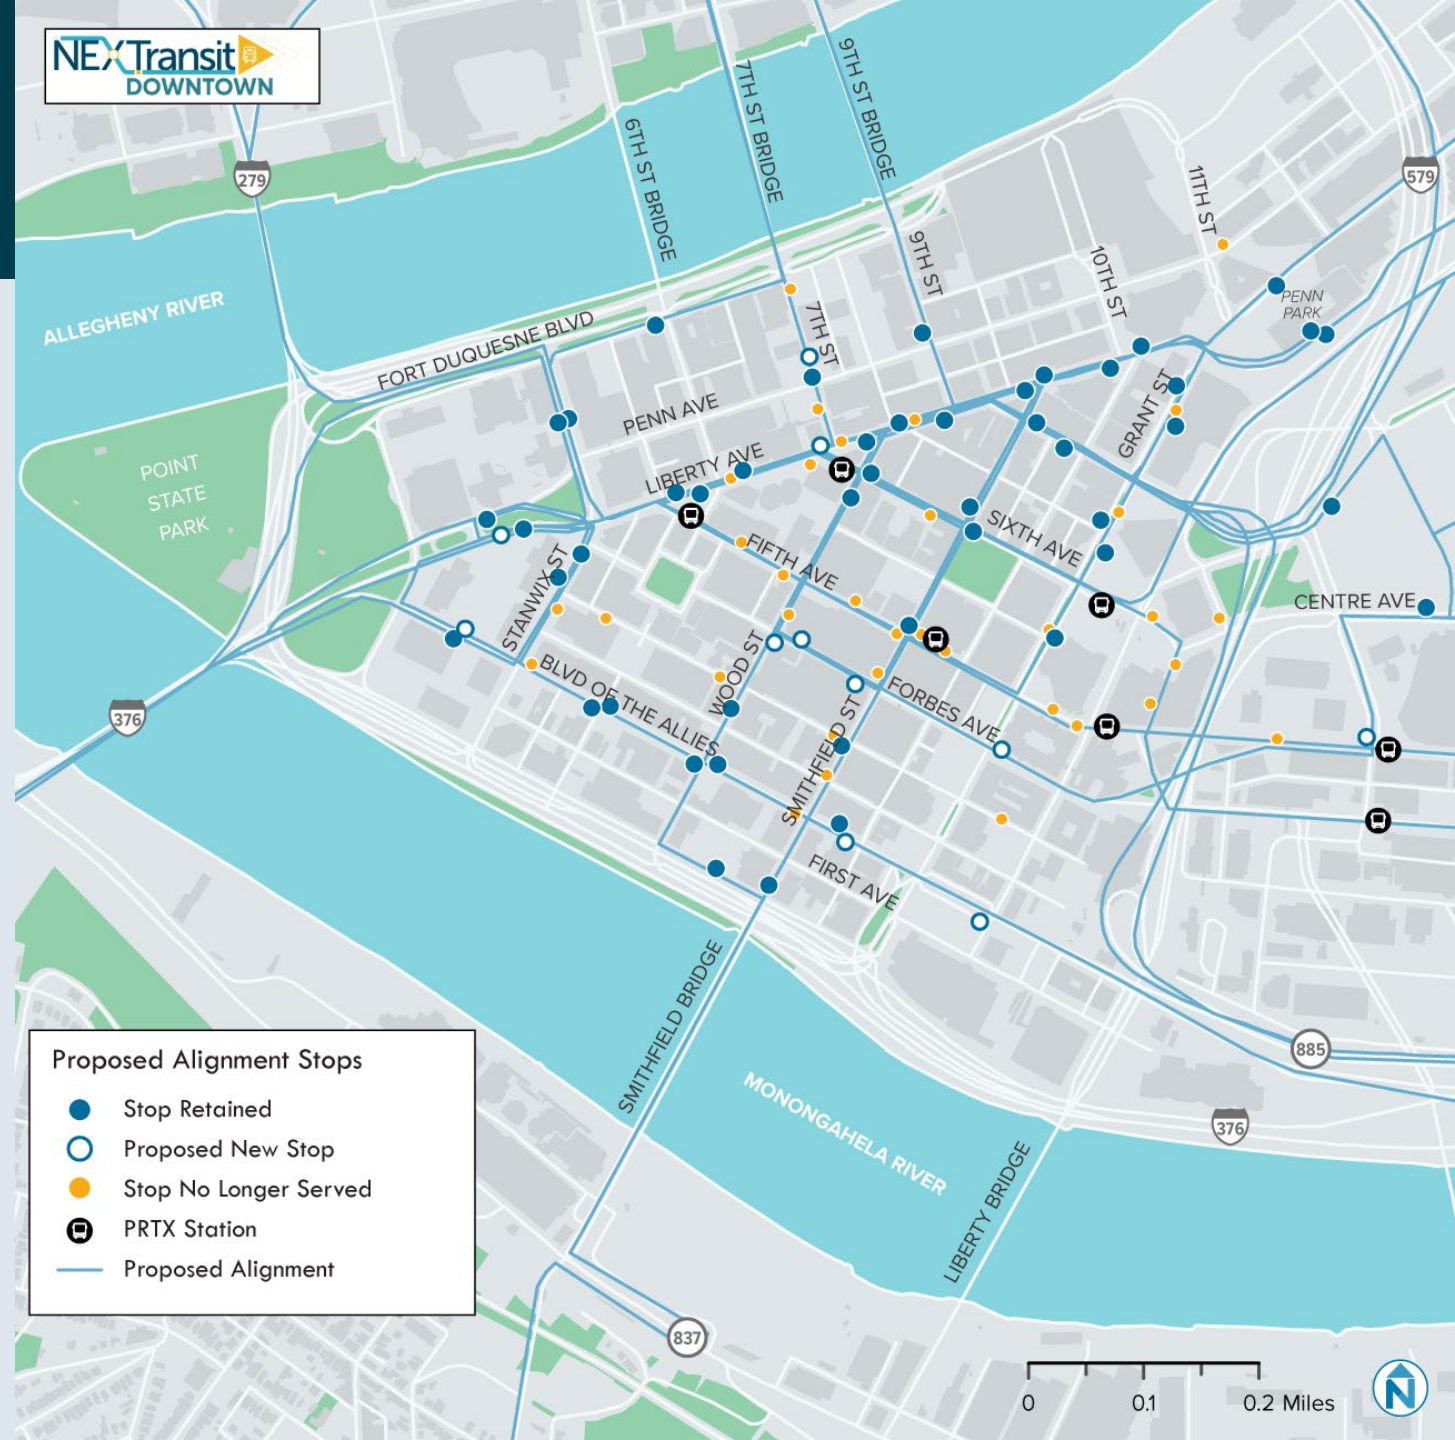 NEXTransit
DOWNTOWN
279
579
376
6TH ST BRIDGE
7TH ST BRIDGE
9TH ST BRIDGE
11TH ST
10TH ST
9TH ST
7TH ST
ALLEGHENY RIVER
PENN
PARK
FORT DUQUESNE BLVD
PENN AVE
GRANT ST
LIBERTY AVE
POINT
STATE
PARK
SIXTH AVE
FIFTH AVE
STANWIX ST
CENTRE AVE
WOOD ST
BLVD OF THE ALLIES
FORBES AVE
SMITHFIELD ST
FIRST AVE
SMITHFIELD BRIDGE
MONONGAHELA RIVER
LIBERTY BRIDGE
885
376
837
Proposed Alignment Stops
Stop Retained
Proposed New Stop
Stop No Longer Served
PRTX Station
Proposed Alignment
0 0.1 0.2 Miles
N